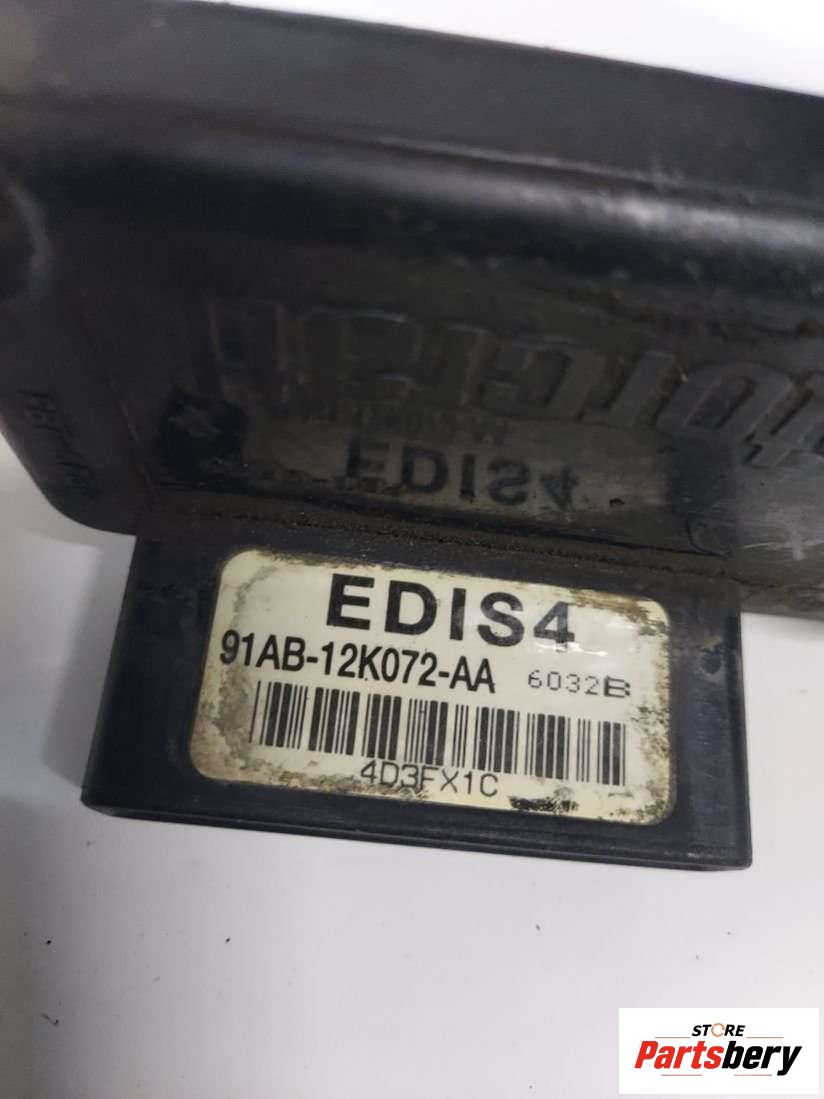 EDIS4
EDIS4
91AB-12K072-AA 6032B
4D3FX1C
STORE
Partsbery